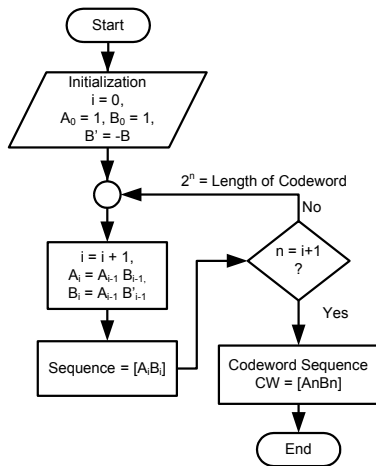 Start
Initialization
i = 0,
A₀ = 1, B₀ = 1,
B' = -B
2ⁿ = Length of Codeword
No
i = i + 1,
Aᵢ = Aᵢ₋₁ Bᵢ₋₁,
Bᵢ = Aᵢ₋₁ B'ᵢ₋₁
n = i+1
?
Yes
Sequence = [AᵢBᵢ]
Codeword Sequence
CW = [AnBn]
End